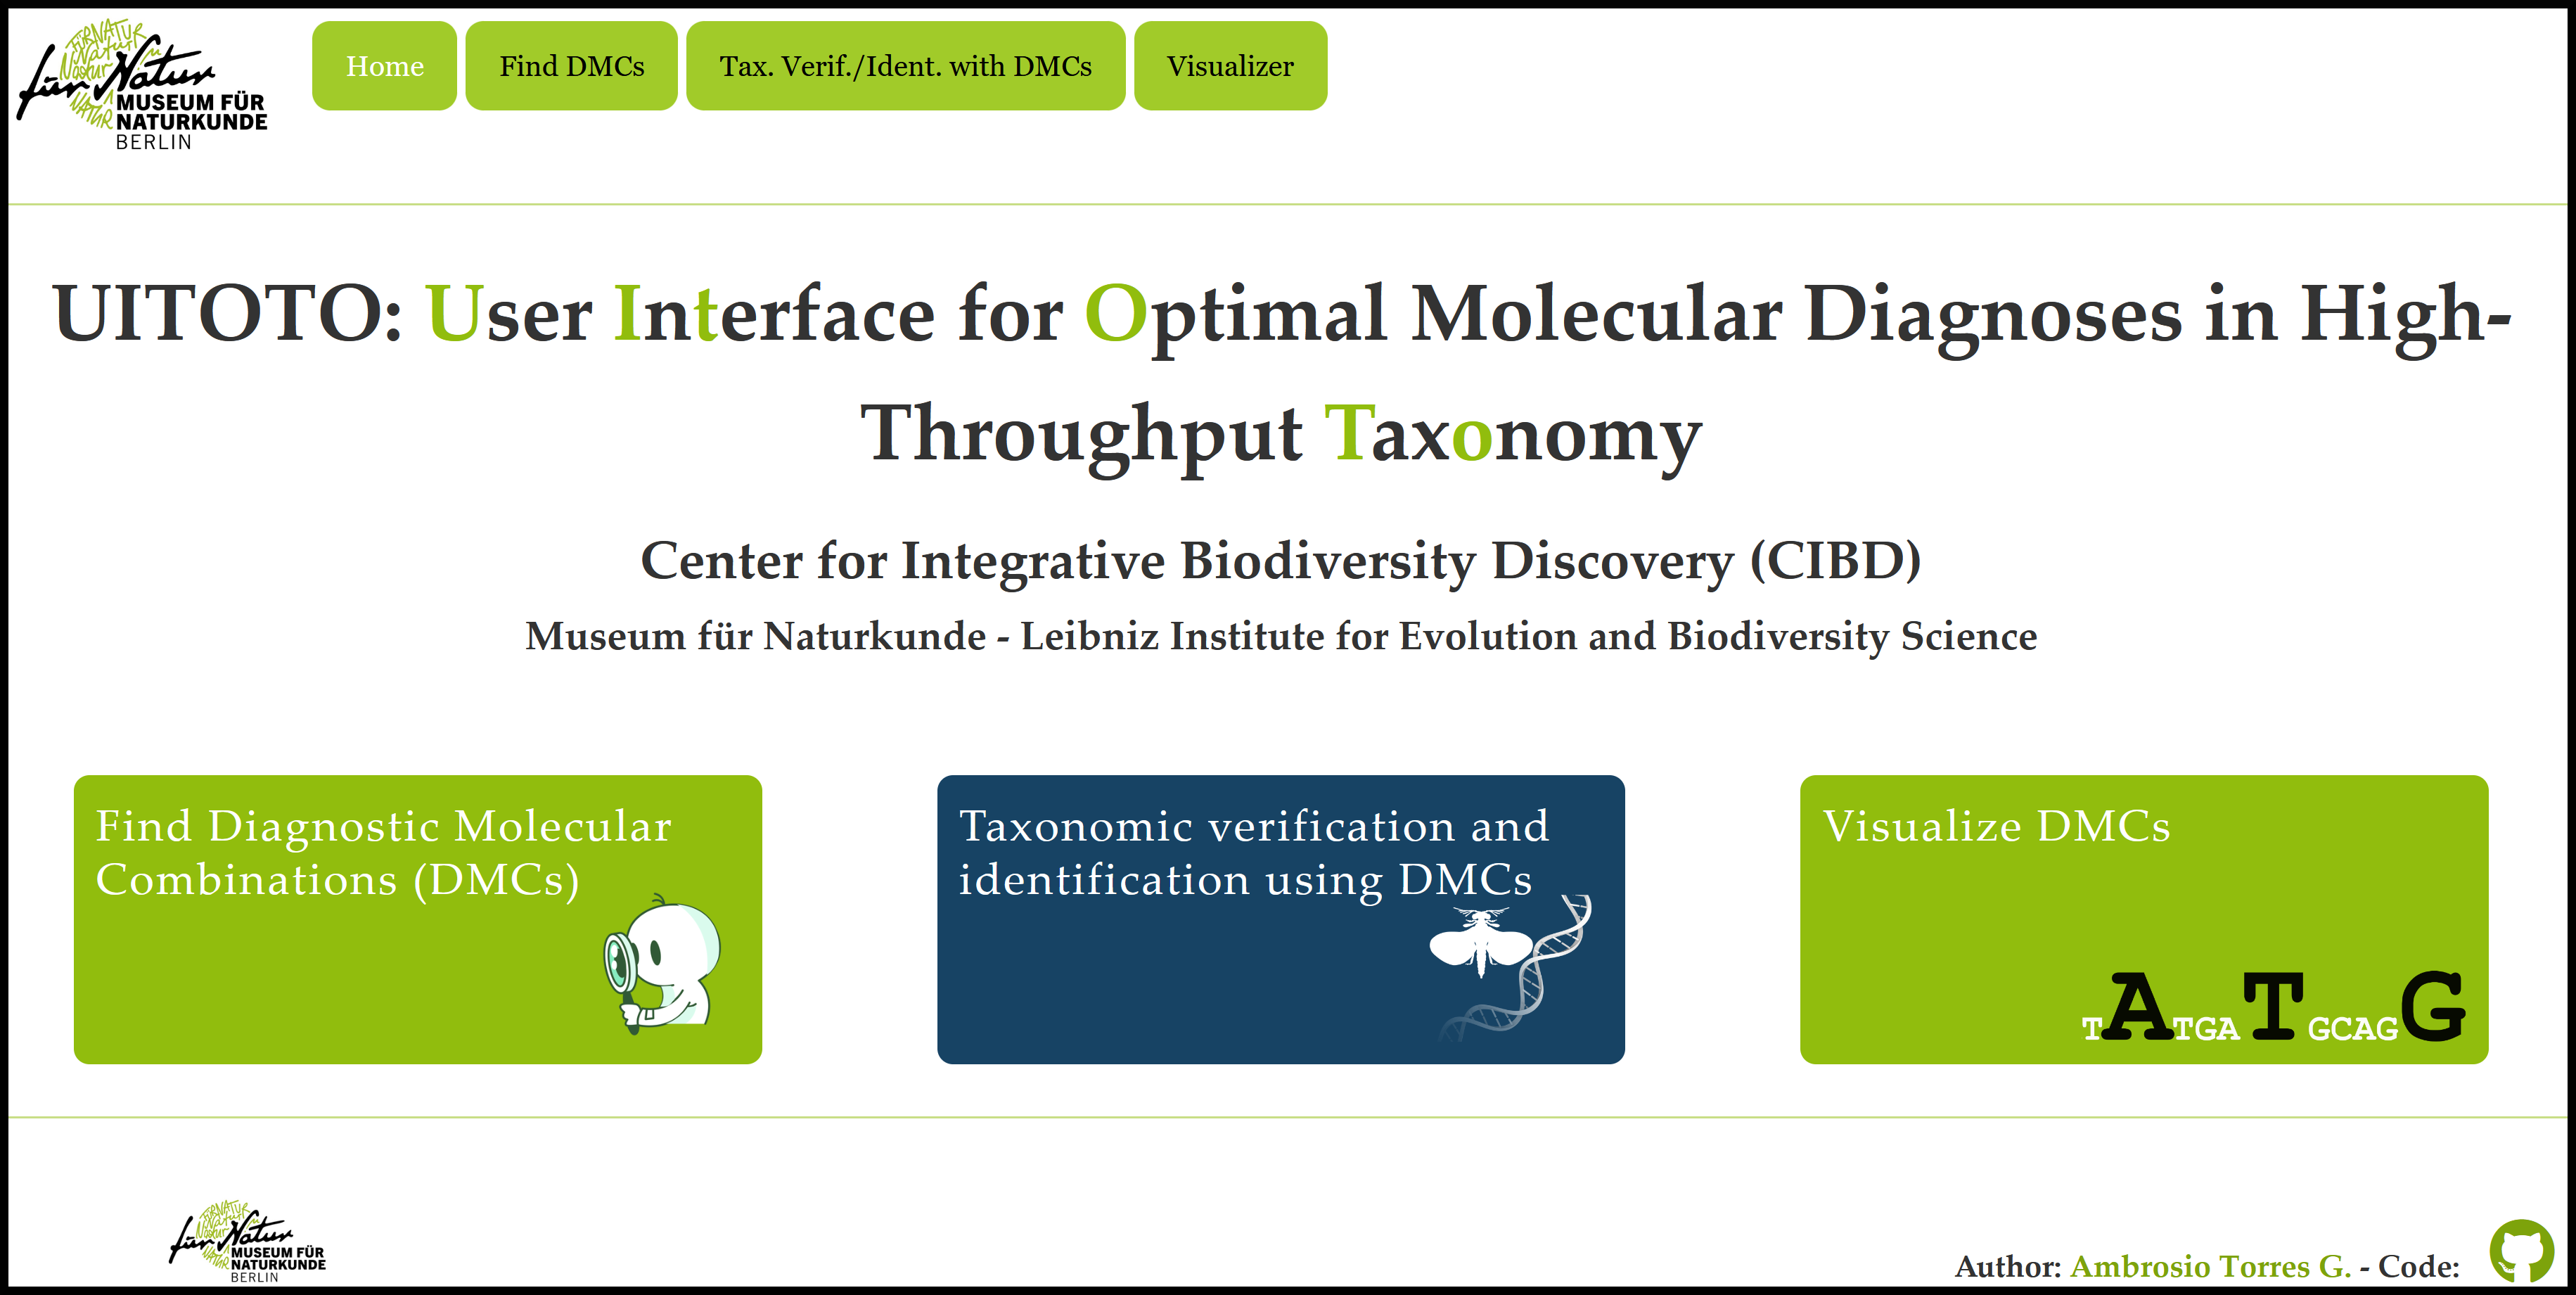 für Natur
MUSEUM FÜR
NATURKUNDE
BERLIN
Home
Find DMCs
Tax. Verif./Ident. with DMCs
Visualizer
UITOTO: User Interface for Optimal Molecular Diagnoses in High-
Throughput Taxonomy
Center for Integrative Biodiversity Discovery (CIBD)
Museum für Naturkunde - Leibniz Institute for Evolution and Biodiversity Science
Find Diagnostic Molecular
Combinations (DMCs)
Taxonomic verification and
identification using DMCs
Visualize DMCs
TATGATGCAGG
für Natur
MUSEUM FÜR
NATURKUNDE
BERLIN
Author: Ambrosio Torres G. - Code: